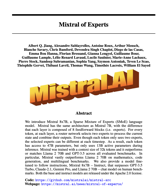 Mixtral of Experts
Albert Q. Jiang, Alexandre Sablayrolles, Antoine Roux, Arthur Mensch,
Blanche Savary, Chris Bamford, Devendra Singh Chaplot, Diego de las Casas,
Emma Bou Hanna, Florian Bressand, Gianna Lengyel, Guillaume Bour,
Guillaume Lample, Lélio Renard Lavaud, Lucile Saulnier, Marie-Anne Lachaux,
Pierre Stock, Sandeep Subramanian, Sophia Yang, Szymon Antoniak, Teven Le Scao,
Théophile Gervet, Thibaut Lavril, Thomas Wang, Timothée Lacroix, William El Sayed
Mixtral
Abstract
We introduce Mixtral 8x7B, a Sparse Mixture of Experts (SMoE) language
model. Mixtral has the same architecture as Mistral 7B, with the difference
that each layer is composed of 8 feedforward blocks (i.e. experts). For every
token, at each layer, a router network selects two experts to process the current
state and combine their outputs. Even though each token only sees two experts,
the selected experts can be different at each timestep. As a result, each token
has access to 47B parameters, but only uses 13B active parameters during
inference. Mixtral was trained with a context size of 32k tokens and it outperforms
or matches Llama 2 70B and GPT-3.5 across all evaluated benchmarks. In
particular, Mixtral vastly outperforms Llama 2 70B on mathematics, code
generation, and multilingual benchmarks. We also provide a model fine-
tuned to follow instructions, Mixtral 8x7B – Instruct, that surpasses GPT-3.5
Turbo, Claude-2.1, Gemini Pro, and Llama 2 70B – chat model on human bench-
marks. Both the base and instruct models are released under the Apache 2.0 license.
Code: https://github.com/mistralai/mistral-src
Webpage: https://mistral.ai/news/mixtral-of-experts/